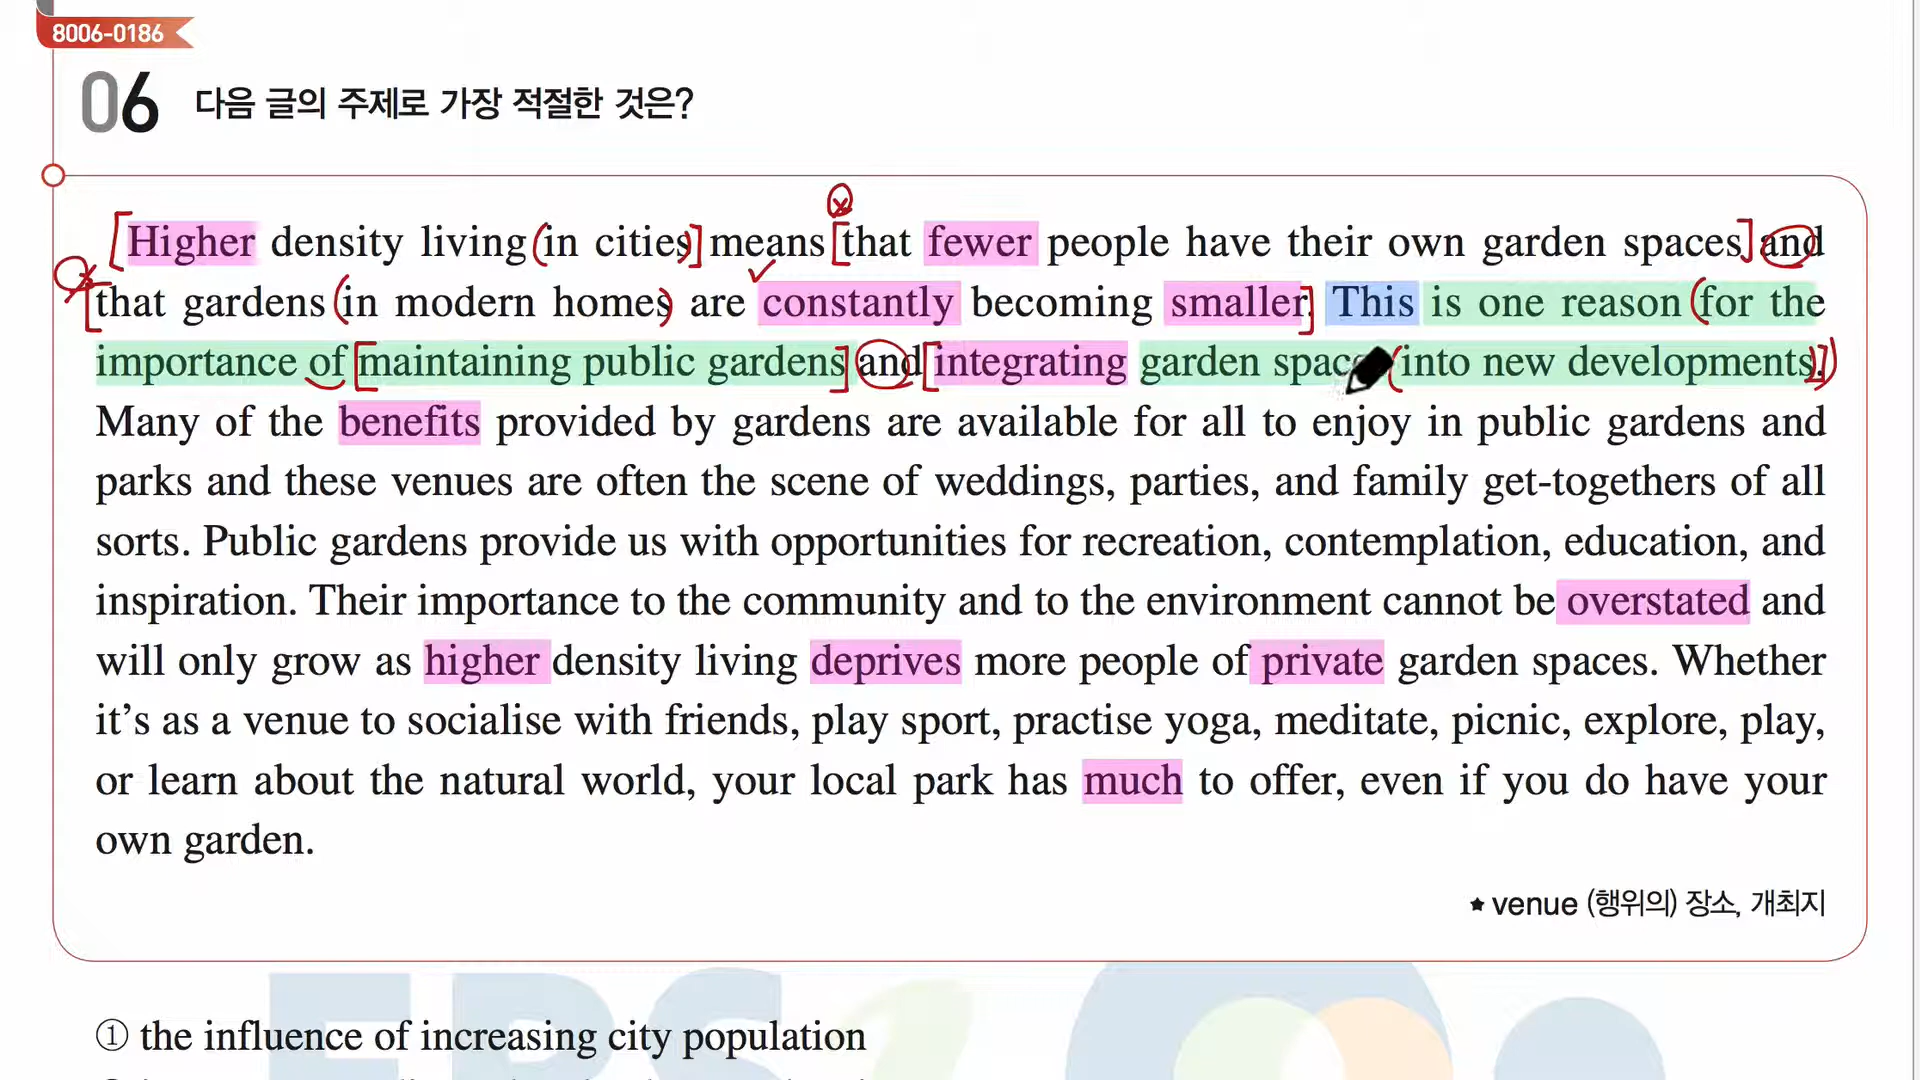 8006-0186
06 다음 글의 주제로 가장 적절한 것은?
Higher density living in cities means that fewer people have their own garden spaces and
that gardens in modern homes are constantly becoming smaller. This is one reason for the
importance of maintaining public gardens and integrating garden space into new developments.
Many of the benefits provided by gardens are available for all to enjoy in public gardens and
parks and these venues are often the scene of weddings, parties, and family get-togethers of all
sorts. Public gardens provide us with opportunities for recreation, contemplation, education, and
inspiration. Their importance to the community and to the environment cannot be overstated and
will only grow as higher density living deprives more people of private garden spaces. Whether
it's as a venue to socialise with friends, play sport, practise yoga, meditate, picnic, explore, play,
or learn about the natural world, your local park has much to offer, even if you do have your
own garden.
★ venue (행위의) 장소, 개최지
① the influence of increasing city population